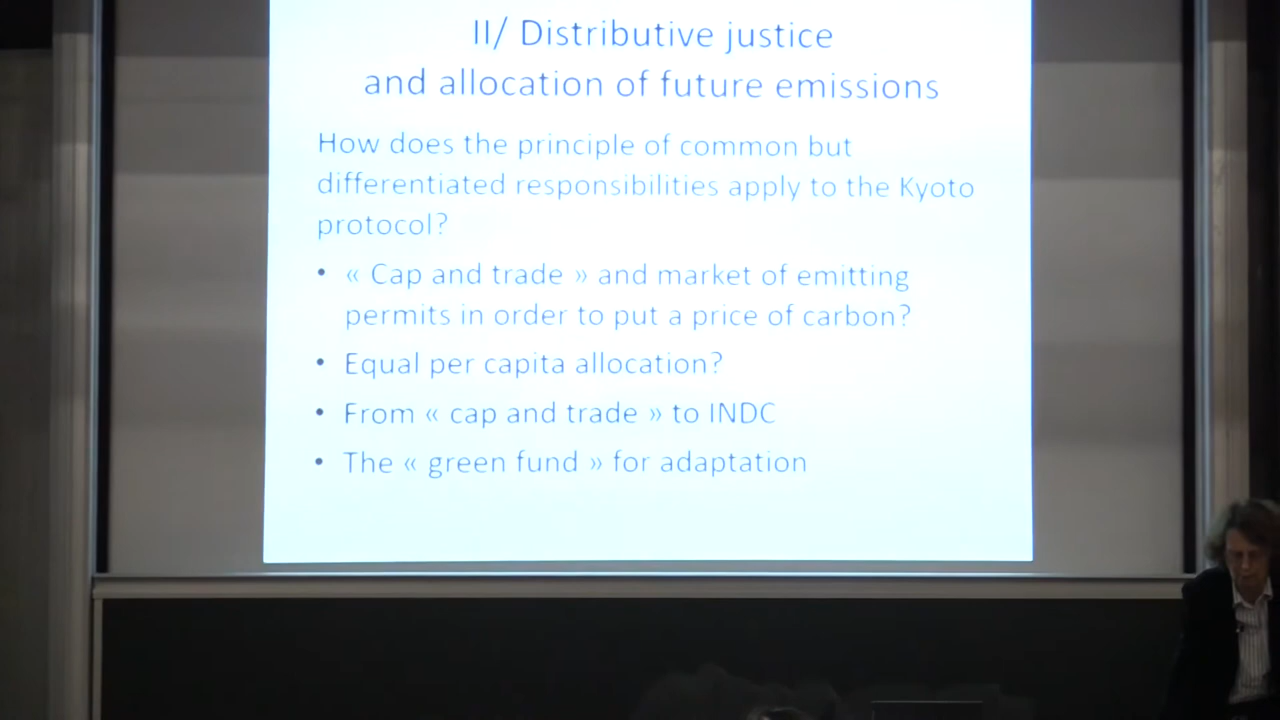 II/ Distributive justice
and allocation of future emissions
How does the principle of common but
differentiated responsibilities apply to the Kyoto
protocol?
• « Cap and trade » and market of emitting
permits in order to put a price of carbon?
• Equal per capita allocation?
• From « cap and trade » to INDC
• The « green fund » for adaptation